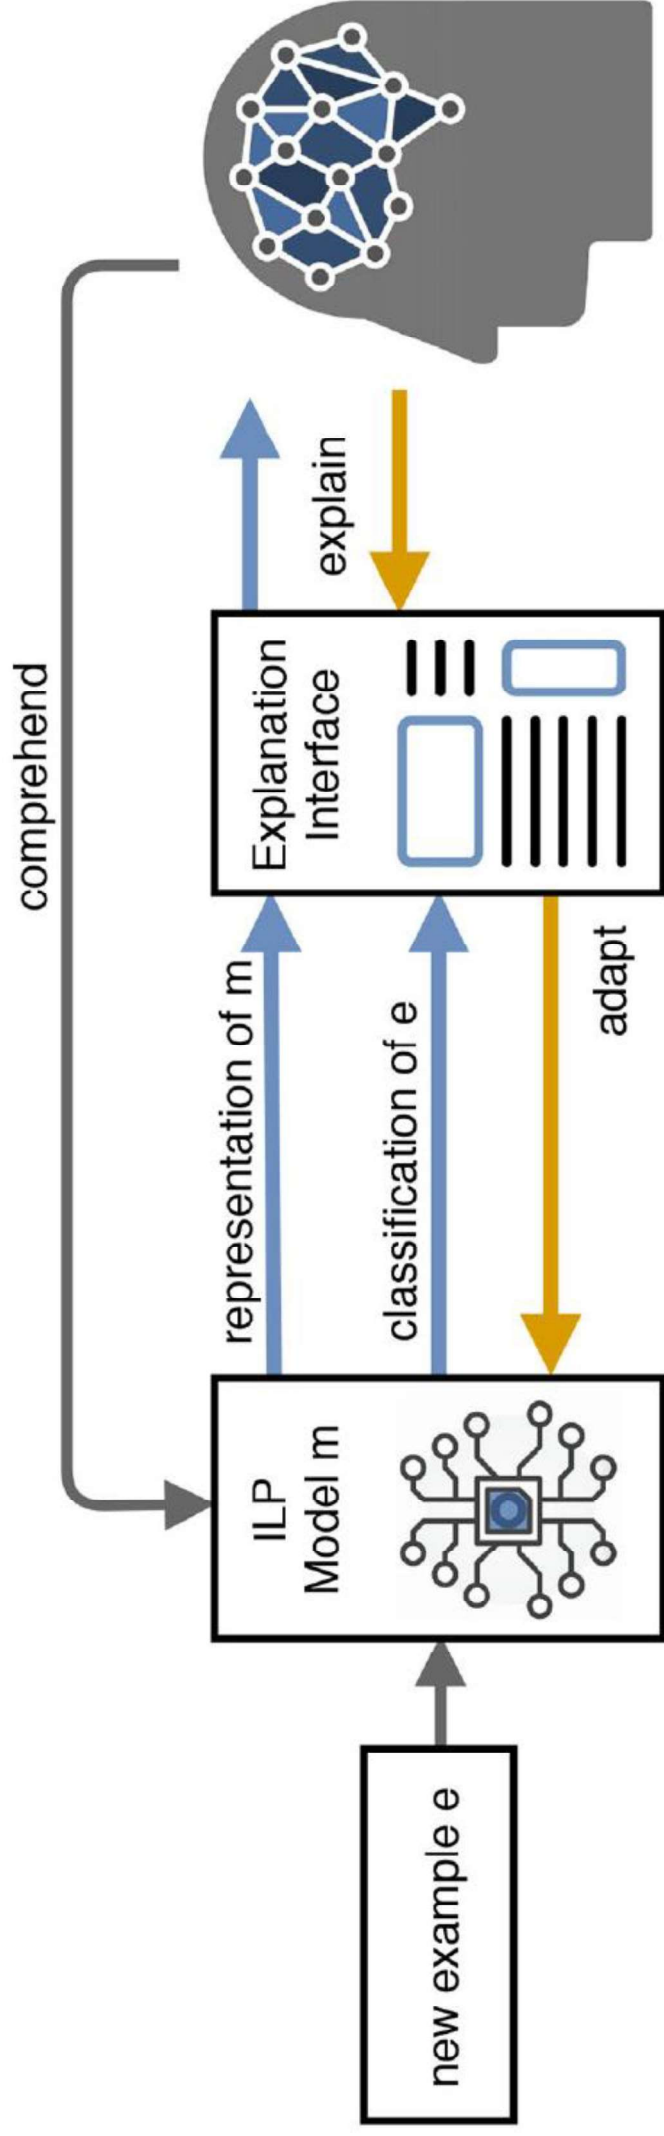 comprehend
new example e
ILP
Model m
representation of m
classification of e
adapt
Explanation
Interface
explain